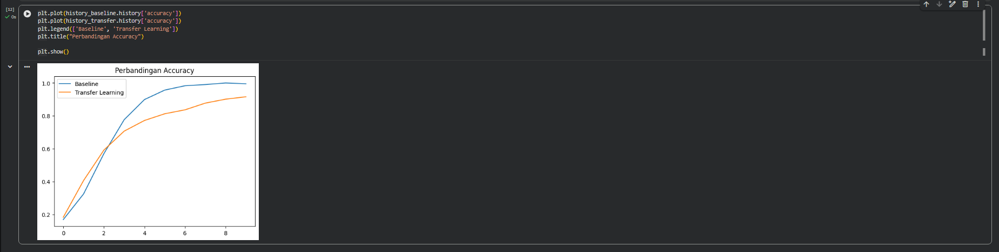 [12]
0s
plt.plot(history_baseline.history['accuracy'])
plt.plot(history_transfer.history['accuracy'])
plt.legend(['Baseline', 'Transfer Learning'])
plt.title("Perbandingan Accuracy")
plt.show()
Perbandingan Accuracy
Baseline
Transfer Learning
1.0
0.8
0.6
0.4
0.2
0 2 4 6 8